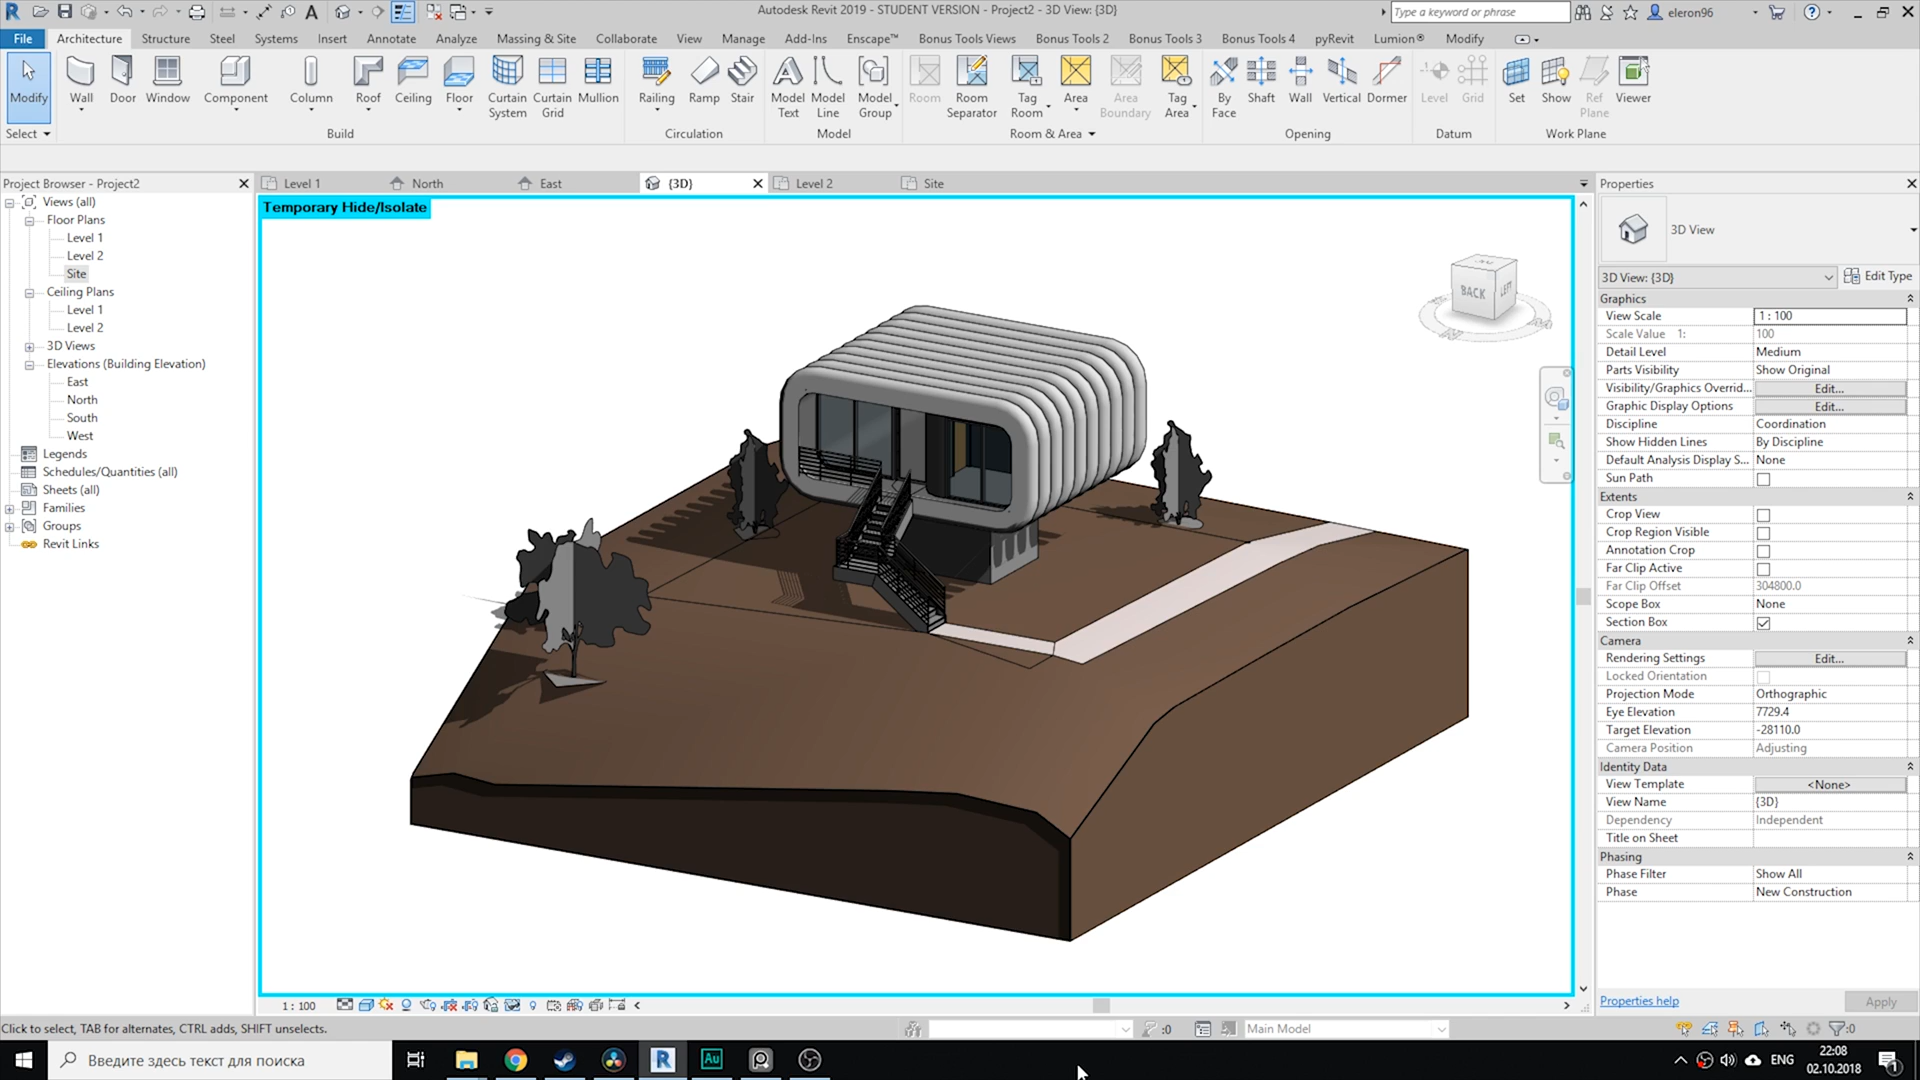 Autodesk Revit 2019 - STUDENT VERSION - Project2 - 3D View: {3D}
Type a keyword or phrase
eleron96
File Architecture Structure Steel Systems Insert Annotate Analyze Massing & Site Collaborate View Manage Add-Ins Enscape™ Bonus Tools Views Bonus Tools 2 Bonus Tools 3 Bonus Tools 4 pyRevit Lumion® Modify
Modify Wall Door Window Component Column Roof Ceiling Floor Curtain System Curtain Grid Mullion Railing Ramp Stair Model Text Model Line Model Group Room Room Separator Tag Room Area Area Boundary Tag Area By Face Shaft Wall Vertical Dormer Level Grid Set Show Ref Plane Viewer
Select Build Circulation Model Room & Area Opening Datum Work Plane
Project Browser - Project2
Views (all)
Floor Plans
Level 1
Level 2
Site
Ceiling Plans
Level 1
Level 2
3D Views
Elevations (Building Elevation)
East
North
South
West
Legends
Schedules/Quantities (all)
Sheets (all)
Families
Groups
Revit Links
Level 1 North East {3D} Level 2 Site
Temporary Hide/Isolate
BACK LEFT
Properties
3D View
3D View: {3D} Edit Type
Graphics
View Scale 1 : 100
Scale Value 1: 100
Detail Level Medium
Parts Visibility Show Original
Visibility/Graphics Overrid... Edit...
Graphic Display Options Edit...
Discipline Coordination
Show Hidden Lines By Discipline
Default Analysis Display S... None
Sun Path
Extents
Crop View
Crop Region Visible
Annotation Crop
Far Clip Active
Far Clip Offset 304800.0
Scope Box None
Section Box
Camera
Rendering Settings Edit...
Locked Orientation
Projection Mode Orthographic
Eye Elevation 7729.4
Target Elevation -28110.0
Camera Position Adjusting
Identity Data
View Template <None>
View Name {3D}
Dependency Independent
Title on Sheet
Phasing
Phase Filter Show All
Phase New Construction
Properties help Apply
1 : 100
Click to select, TAB for alternates, CTRL adds, SHIFT unselects.
:0 Main Model :0
Введите здесь текст для поиска
Au
ENG
22:08
02.10.2018
1